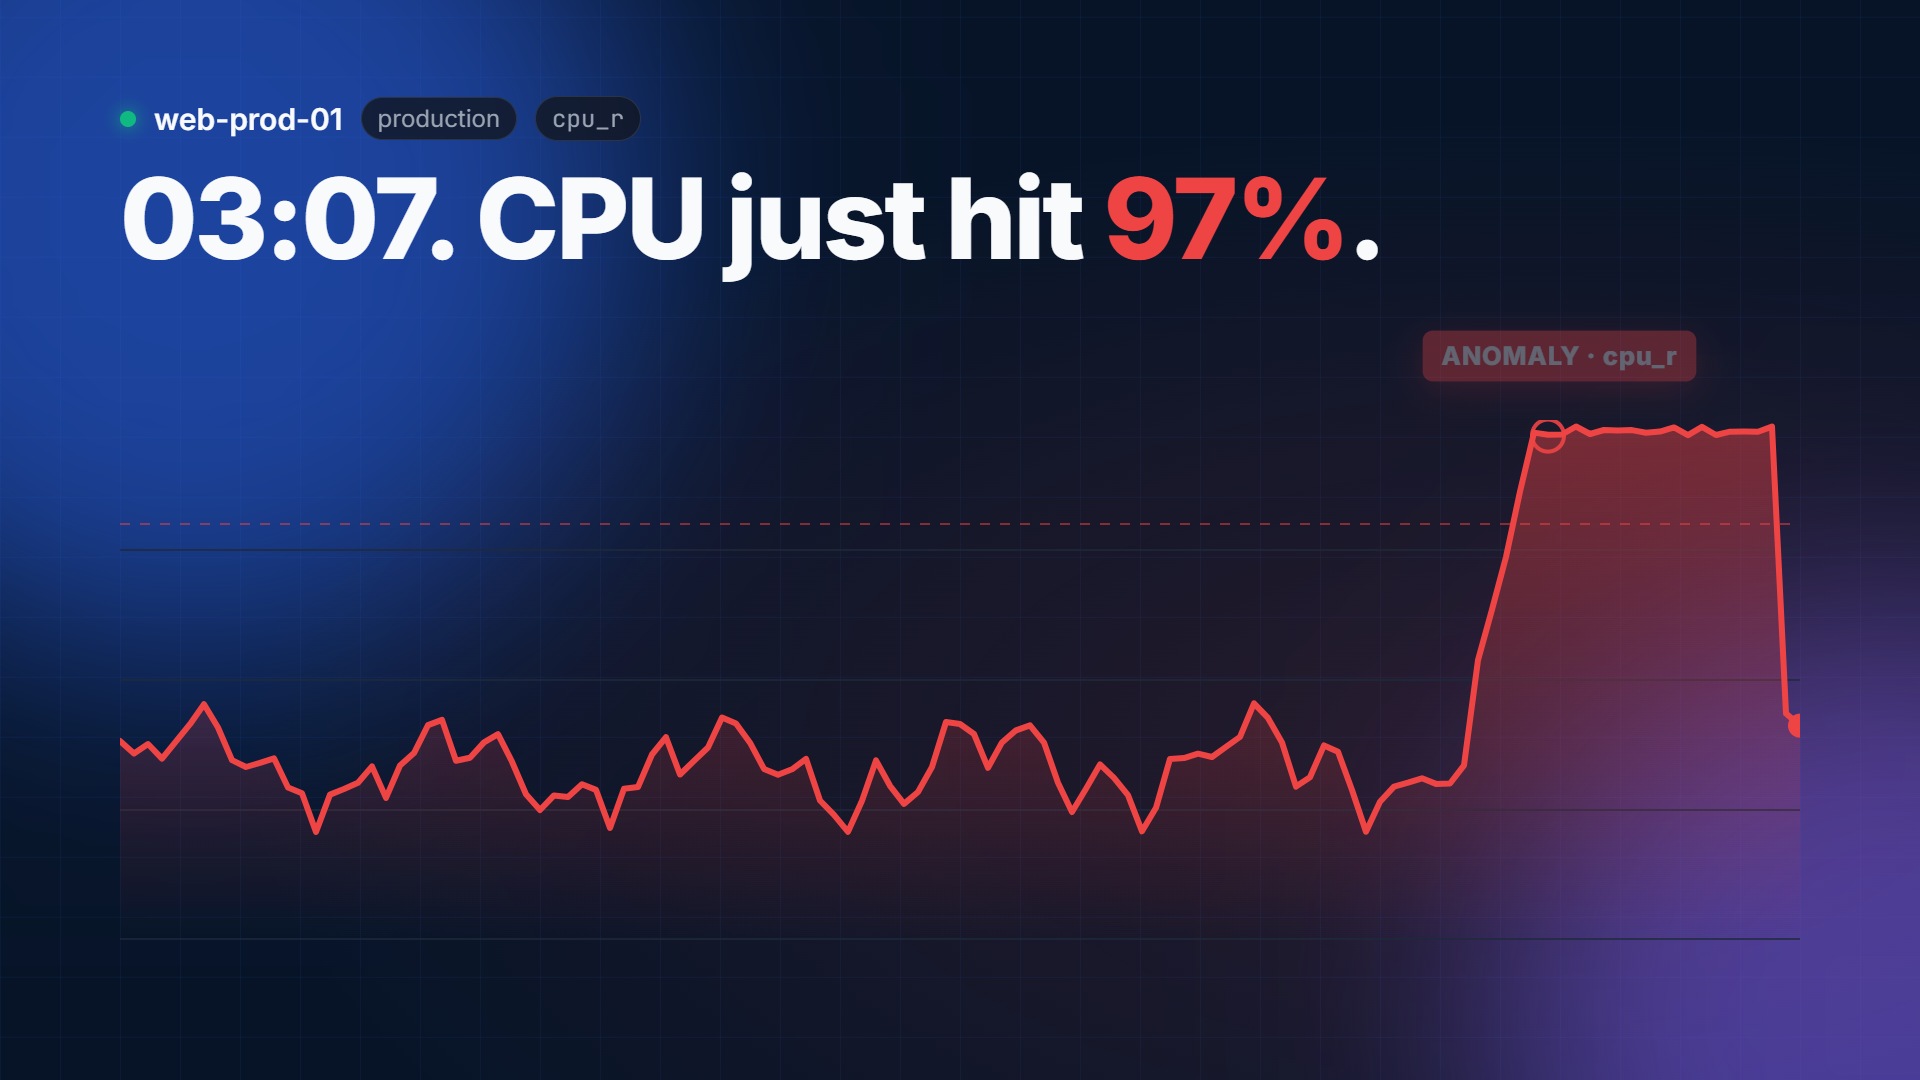 web-prod-01 production cpu_r
03:07. CPU just hit 97%.
ANOMALY · cpu_r